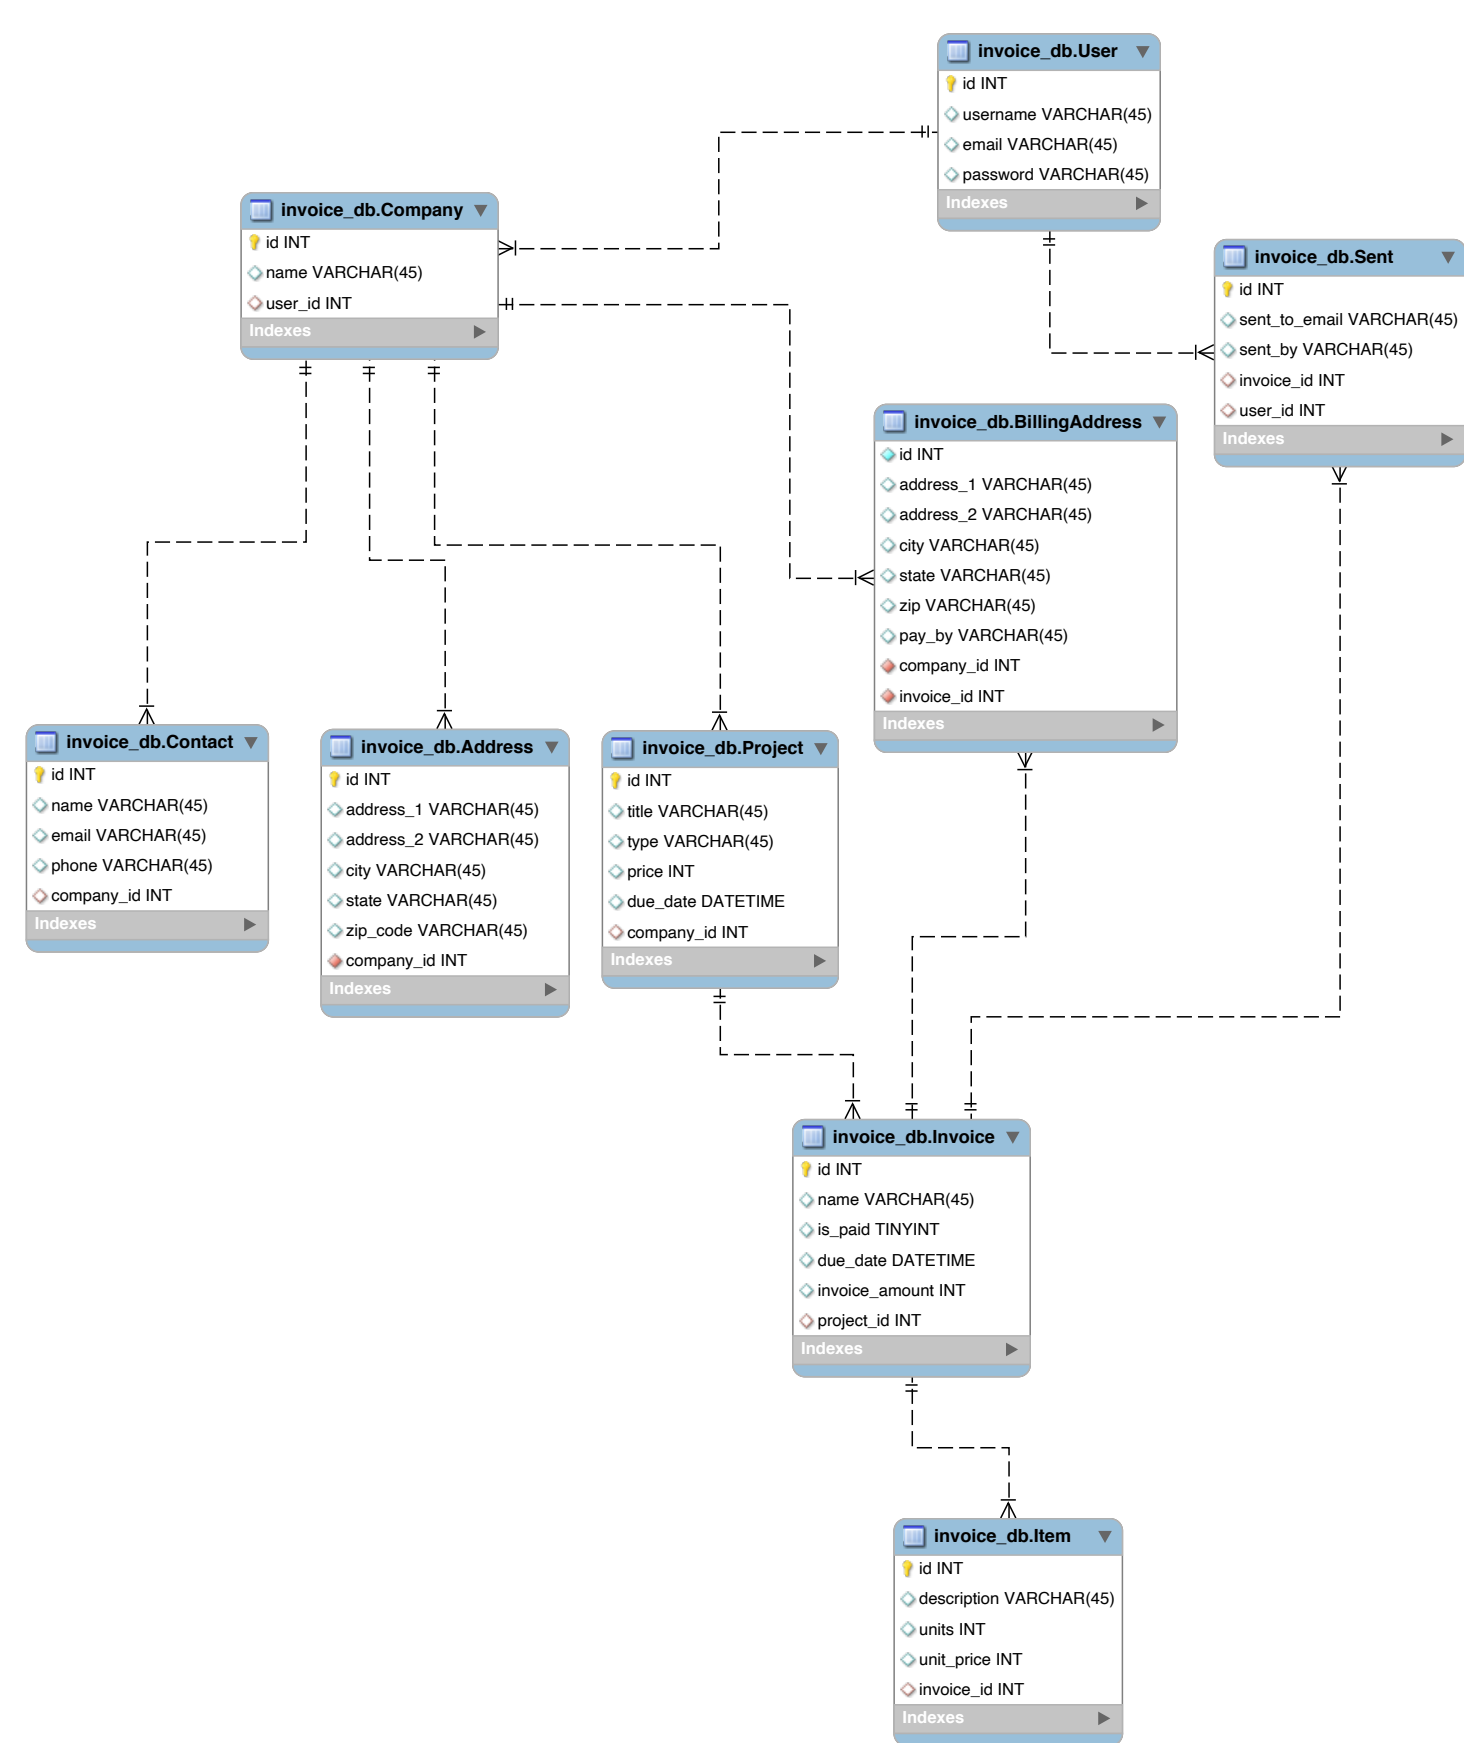 invoice_db.User
id INT
username VARCHAR(45)
email VARCHAR(45)
password VARCHAR(45)
Indexes
invoice_db.Company
id INT
name VARCHAR(45)
user_id INT
Indexes
invoice_db.Sent
id INT
sent_to_email VARCHAR(45)
sent_by VARCHAR(45)
invoice_id INT
user_id INT
Indexes
invoice_db.BillingAddress
id INT
address_1 VARCHAR(45)
address_2 VARCHAR(45)
city VARCHAR(45)
state VARCHAR(45)
zip VARCHAR(45)
pay_by VARCHAR(45)
company_id INT
invoice_id INT
Indexes
invoice_db.Contact
id INT
name VARCHAR(45)
email VARCHAR(45)
phone VARCHAR(45)
company_id INT
Indexes
invoice_db.Address
id INT
address_1 VARCHAR(45)
address_2 VARCHAR(45)
city VARCHAR(45)
state VARCHAR(45)
zip_code VARCHAR(45)
company_id INT
Indexes
invoice_db.Project
id INT
title VARCHAR(45)
type VARCHAR(45)
price INT
due_date DATETIME
company_id INT
Indexes
invoice_db.Invoice
id INT
name VARCHAR(45)
is_paid TINYINT
due_date DATETIME
invoice_amount INT
project_id INT
Indexes
invoice_db.Item
id INT
description VARCHAR(45)
units INT
unit_price INT
invoice_id INT
Indexes